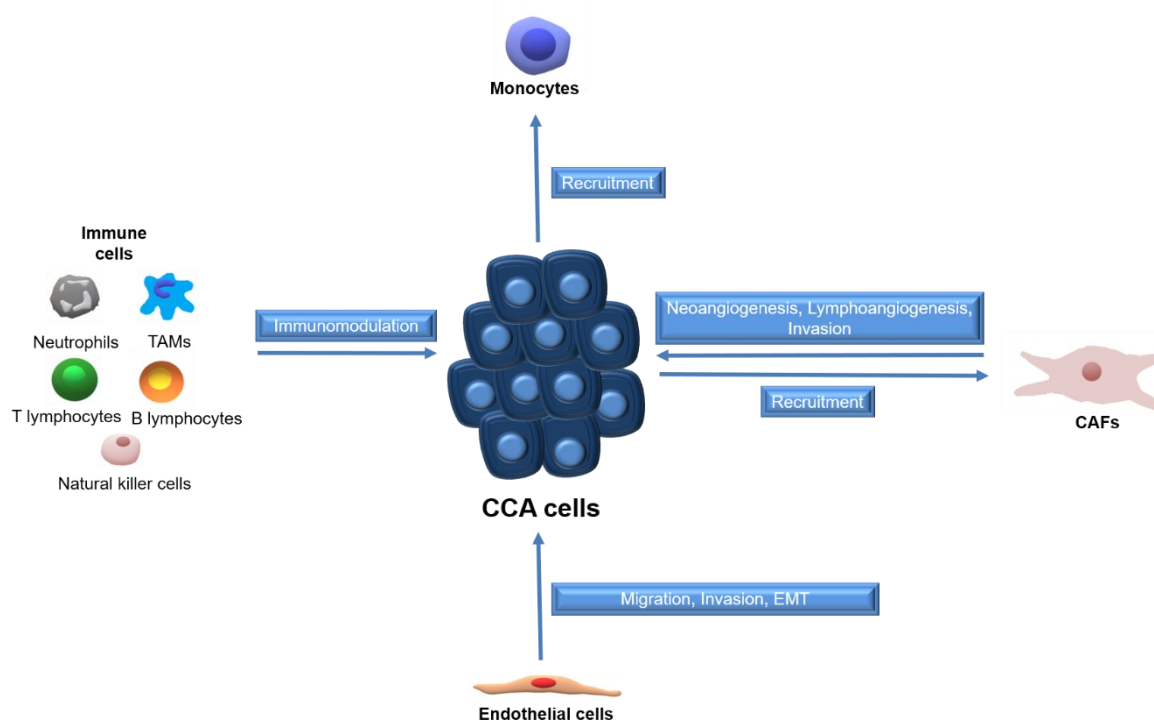 Monocytes
Recruitment
Immune
cells
Neutrophils
TAMs
T lymphocytes
B lymphocytes
Natural killer cells
Immunomodulation
Neoangiogenesis, Lymphoangiogenesis,
Invasion
Recruitment
CAFs
CCA cells
Migration, Invasion, EMT
Endothelial cells